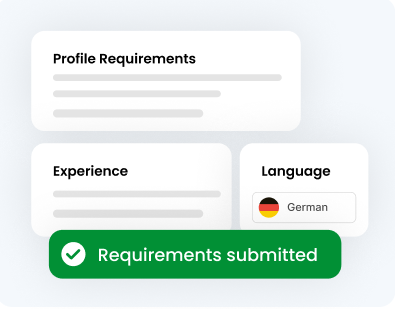 Profile Requirements
Experience
Language
German
Requirements submitted